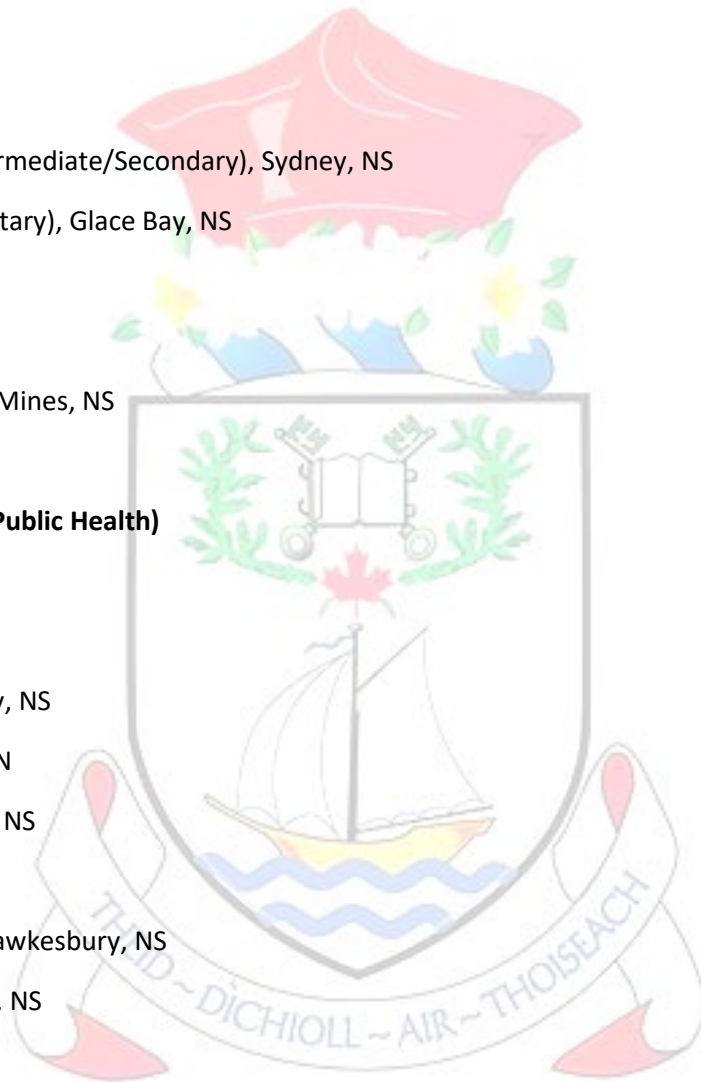 rmediate/Secondary), Sydney, NS
tary), Glace Bay, NS
Mines, NS
Public Health)
y, NS
N
NS
awkesbury, NS
, NS
THEID ~ DÌCHIOLL ~ AIR ~ THOISEACH